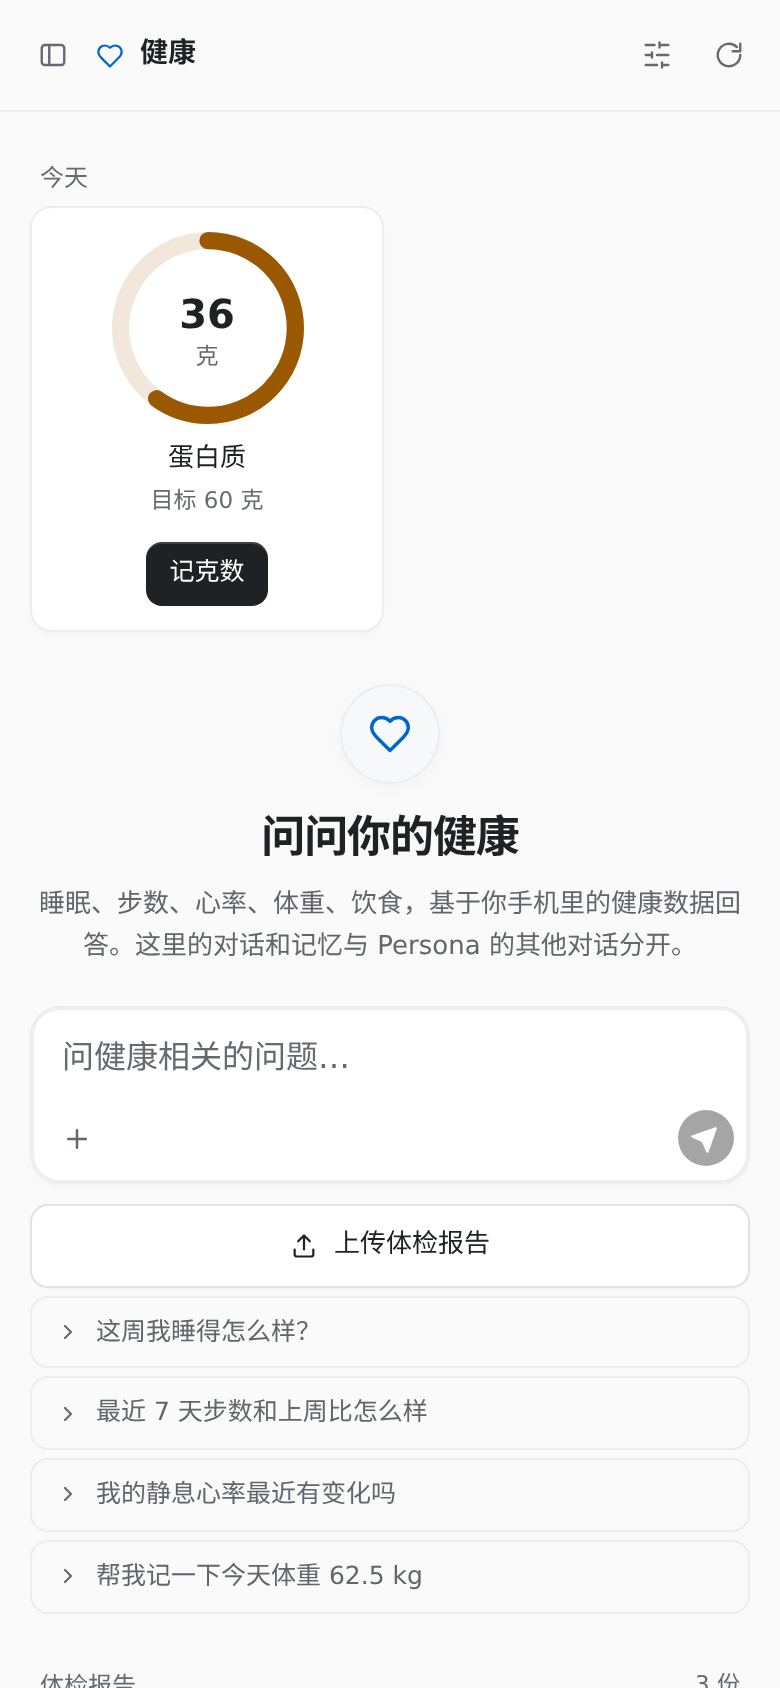 健康
今天
36
克
蛋白质
目标 60 克
记克数
问问你的健康
睡眠、步数、心率、体重、饮食，基于你手机里的健康数据回
答。这里的对话和记忆与 Persona 的其他对话分开。
问健康相关的问题...
上传体检报告
这周我睡得怎么样?
最近 7 天步数和上周比怎么样
我的静息心率最近有变化吗
帮我记一下今天体重 62.5 kg
体检报告
3 份